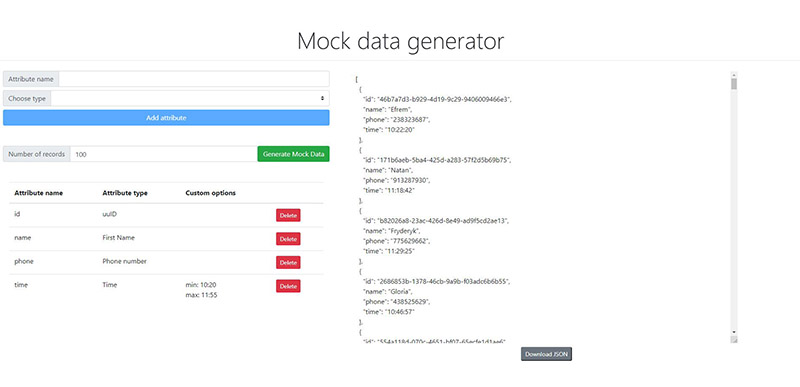 Mock data generator
Attribute name
Choose type
Add attribute
Number of records 100 Generate Mock Data
Attribute name Attribute type Custom options
id uuID Delete
name First Name Delete
phone Phone number Delete
time Time min: 10:20 Delete
max: 11:55
[
{
"id": "46b7a7d3-b929-4d19-9c29-9406009466e3",
"name": "Efrem",
"phone": "238323687",
"time": "10:22:20"
},
{
"id": "171b6aeb-5ba4-425d-a283-57f2d5b69b75",
"name": "Natan",
"phone": "913287930",
"time": "11:18:42"
},
{
"id": "b82026a8-23ac-426d-8e49-ad9f5cd2ae13",
"name": "Fryderyk",
"phone": "775629662",
"time": "11:29:25"
},
{
"id": "2686853b-1378-46cb-9a9b-f03adc6b6b55",
"name": "Gloria",
"phone": "438525629",
"time": "10:46:57"
},
{
"id":
Download JSON